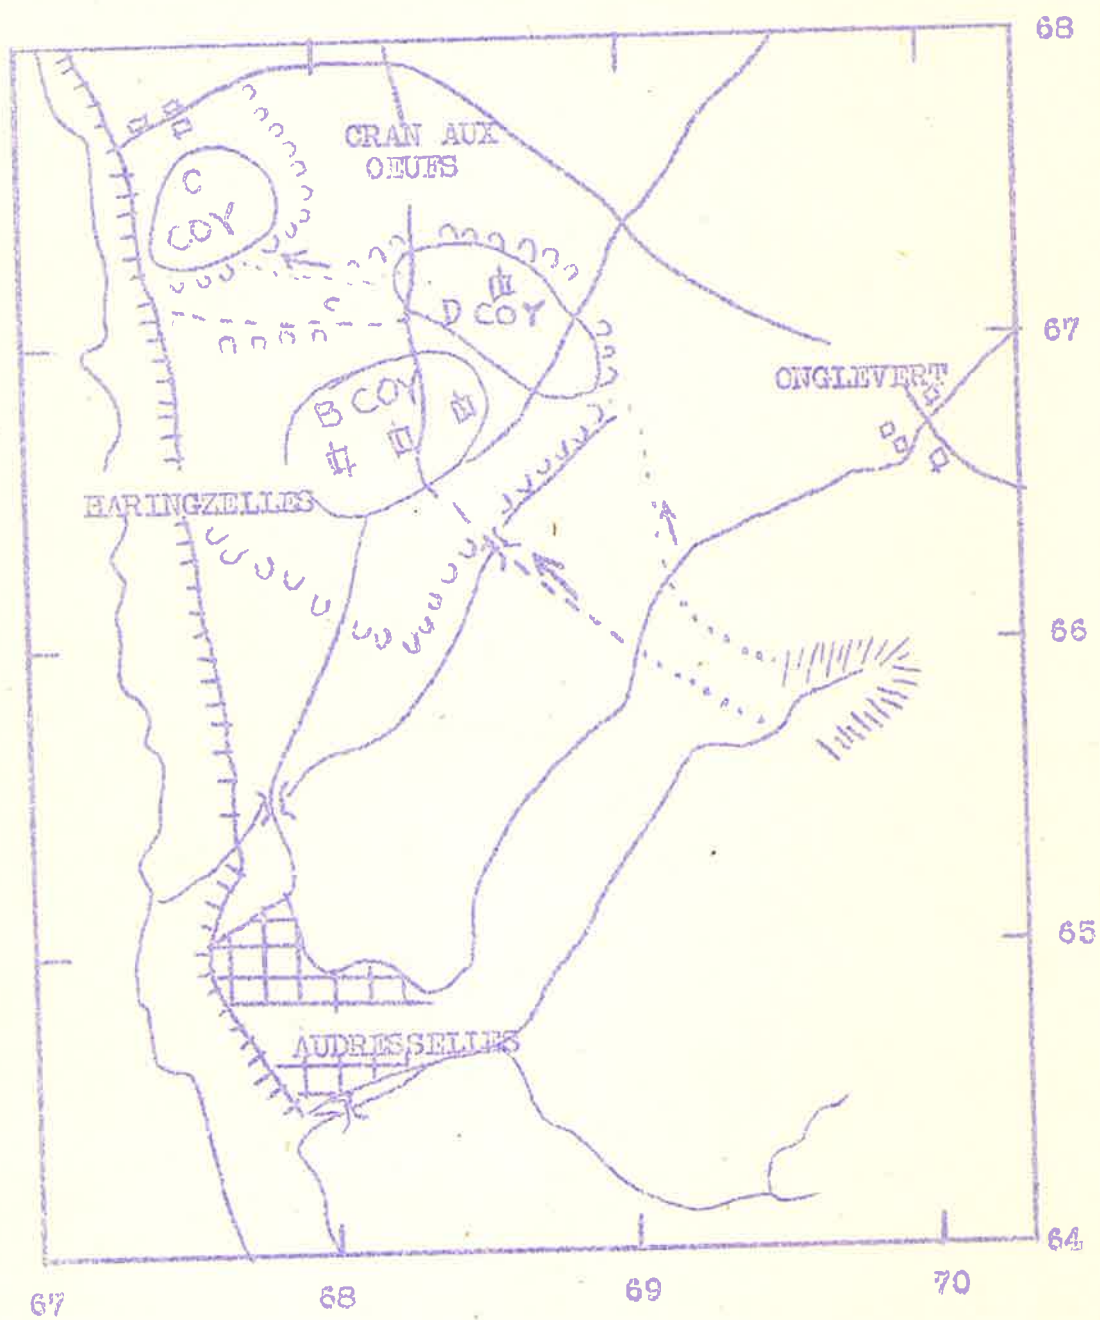 68
CRAN AUX
OEUFS
C
COY
C
D COY
67
ONGLEVERT
B COY
HARINGZELLES
66
65
AUDRESSELLES
64
67
68
69
70